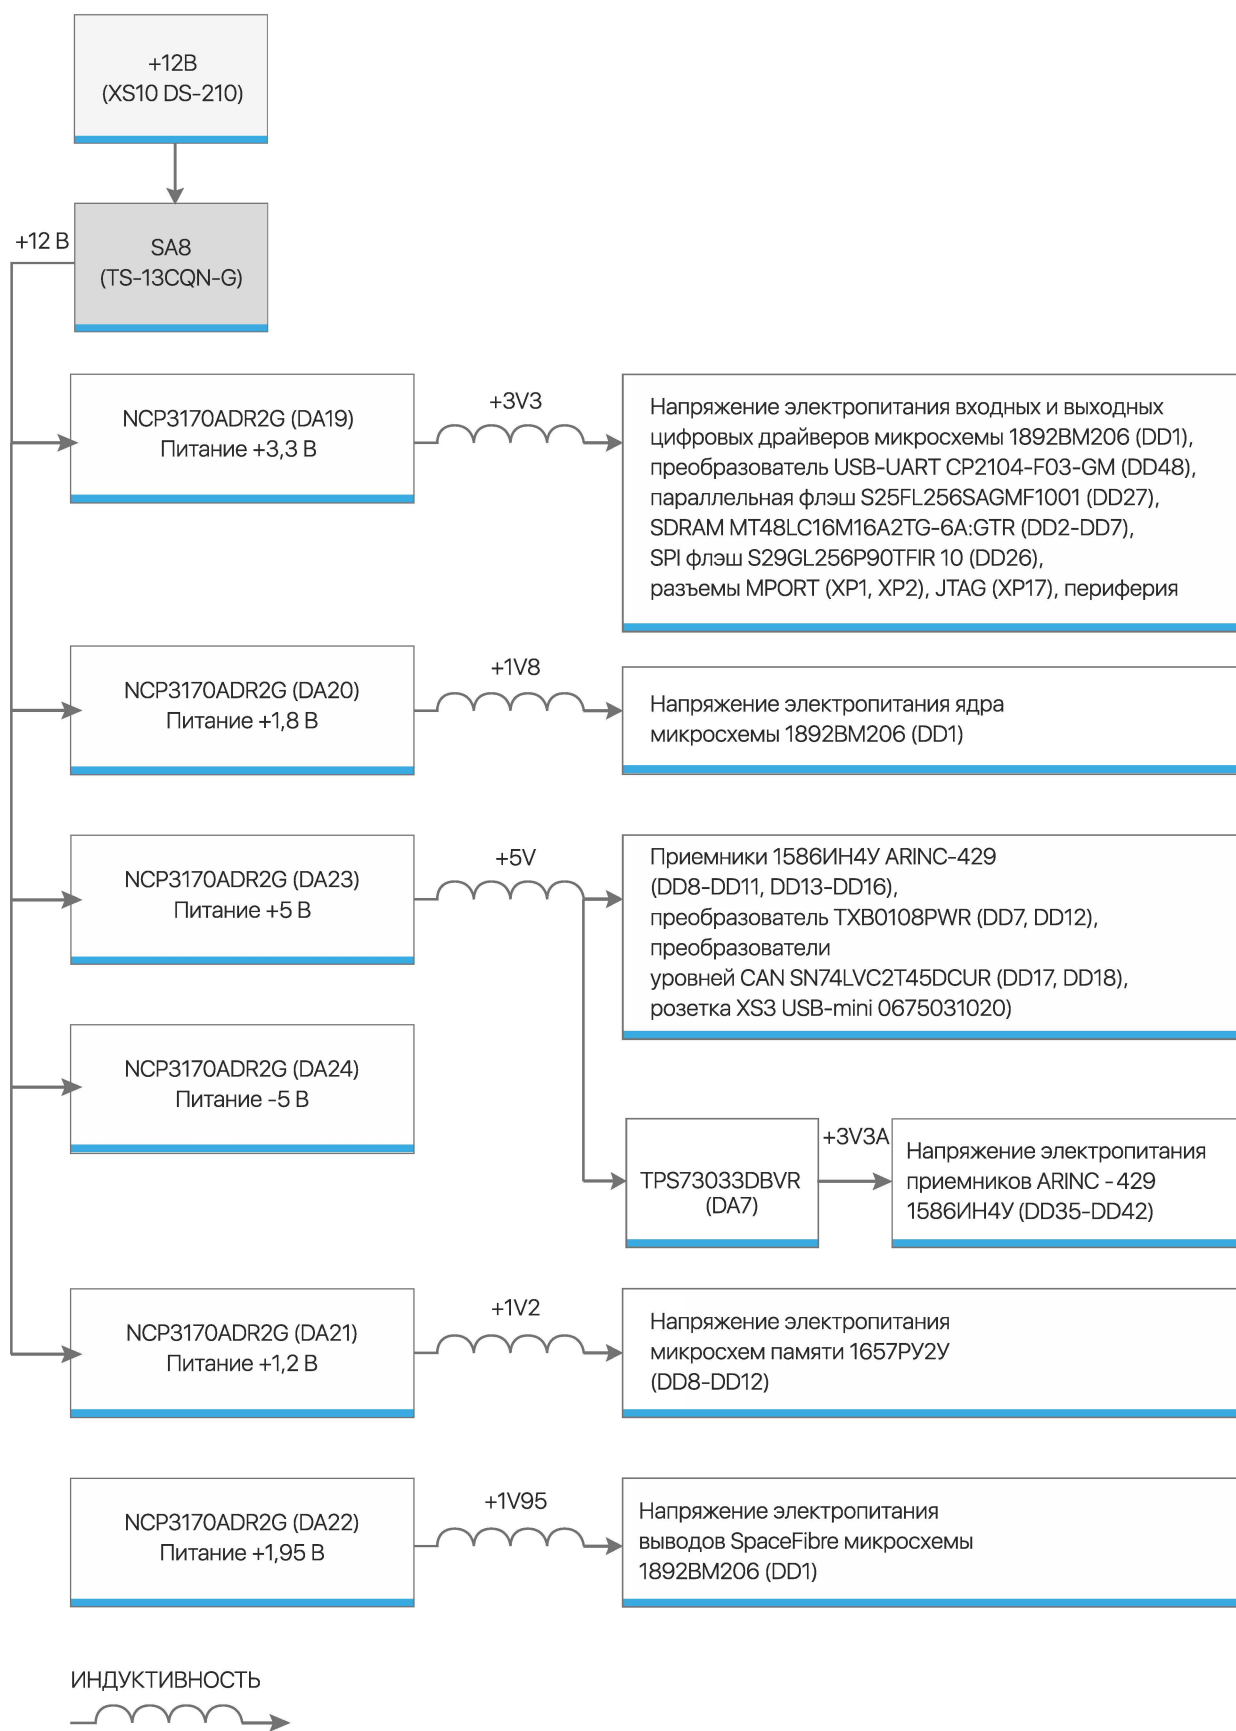 +12В
(XS10 DS-210)
+12 В
SA8
(TS-13CQN-G)
NCP3170ADR2G (DA19)
Питание +3,3 В
+3V3
Напряжение электропитания входных и выходных
цифровых драйверов микросхемы 1892ВМ206 (DD1),
преобразователь USB-UART CP2104-F03-GM (DD48),
параллельная флэш S25FL256SAGMF1001 (DD27),
SDRAM MT48LC16M16A2TG-6A:GTR (DD2-DD7),
SPI флэш S29GL256P90TFIR 10 (DD26),
разъемы MPORT (XP1, XP2), JTAG (XP17), периферия
NCP3170ADR2G (DA20)
Питание +1,8 В
+1V8
Напряжение электропитания ядра
микросхемы 1892ВМ206 (DD1)
NCP3170ADR2G (DA23)
Питание +5 В
+5V
Приемники 1586ИН4У ARINC-429
(DD8-DD11, DD13-DD16),
преобразователь TXB0108PWR (DD7, DD12),
преобразователи
уровней CAN SN74LVC2T45DCUR (DD17, DD18),
розетка XS3 USB-mini 0675031020)
NCP3170ADR2G (DA24)
Питание -5 В
TPS73033DBVR
(DA7)
+3V3A
Напряжение электропитания
приемников ARINC - 429
1586ИН4У (DD35-DD42)
NCP3170ADR2G (DA21)
Питание +1,2 В
+1V2
Напряжение электропитания
микросхем памяти 1657РУ2У
(DD8-DD12)
NCP3170ADR2G (DA22)
Питание +1,95 В
+1V95
Напряжение электропитания
выводов SpaceFibre микросхемы
1892ВМ206 (DD1)
ИНДУКТИВНОСТЬ